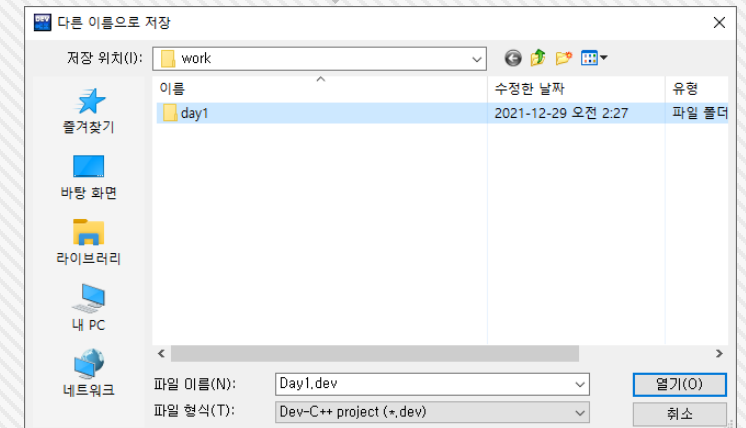 DEV
다른 이름으로 저장
저장 위치(I):
work
이름
수정한 날짜
유형
day1
2021-12-29 오전 2:27
파일 폴더
즐겨찾기
바탕 화면
라이브러리
내 PC
네트워크
파일 이름(N):
Day1.dev
열기(O)
파일 형식(T):
Dev-C++ project (*.dev)
취소